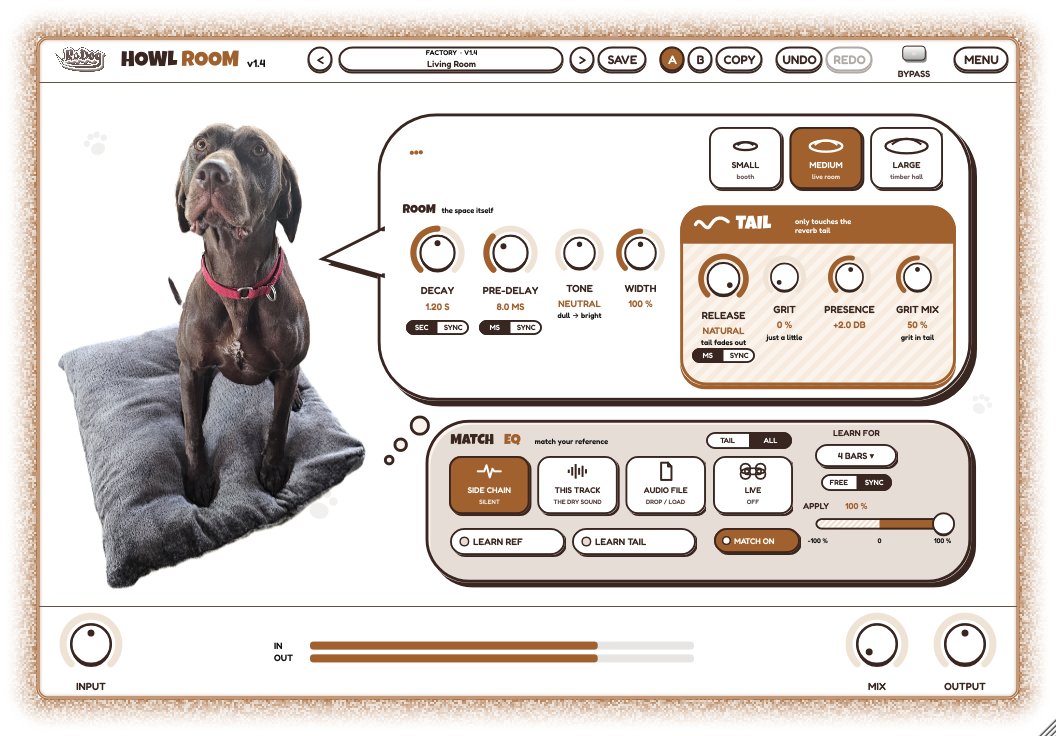 RaDog
HOWL ROOM v1.4
<
FACTORY - V1.4
Living Room
>
SAVE
A
B
COPY
UNDO
REDO
BYPASS
MENU
SMALL
booth
MEDIUM
live room
LARGE
timber hall
ROOM the space itself
DECAY
1.20 S
SEC SYNC
PRE-DELAY
8.0 MS
MS SYNC
TONE
NEUTRAL
dull → bright
WIDTH
100 %
TAIL
only touches the
reverb tail
RELEASE
NATURAL
tail fades out
MS SYNC
GRIT
0 %
just a little
PRESENCE
+2.0 DB
GRIT MIX
50 %
grit in tail
MATCH EQ match your reference
TAIL ALL
LEARN FOR
4 BARS ▾
FREE SYNC
SIDE CHAIN
SILENT
THIS TRACK
THE DRY SOUND
AUDIO FILE
DROP / LOAD
LIVE
OFF
APPLY 100 %
-100 % 0 100 %
LEARN REF
LEARN TAIL
MATCH ON
INPUT
IN
OUT
MIX
OUTPUT